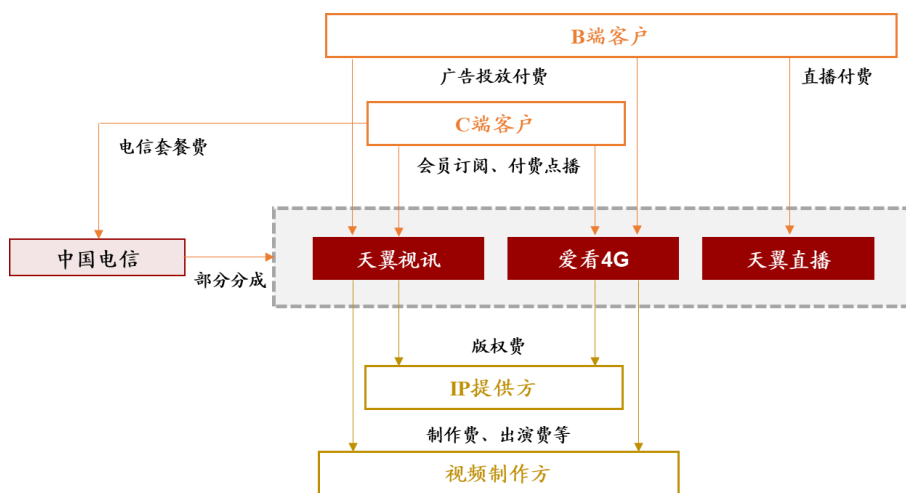 B端客户
广告投放付费
直播付费
C端客户
电信套餐费
会员订阅、付费点播
中国电信
部分分成
天翼视讯
爱看4G
天翼直播
版权费
IP提供方
制作费、出演费等
视频制作方